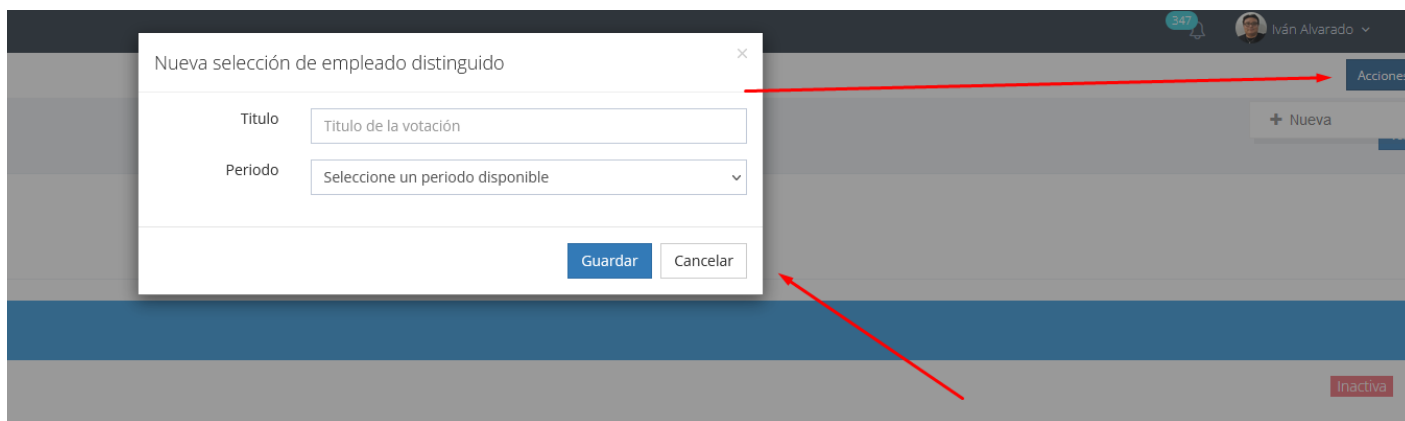 347
Iván Alvarado
Nueva selección de empleado distinguido
×
Acciones
Titulo
Titulo de la votación
+ Nueva
Periodo
Seleccione un periodo disponible
Guardar
Cancelar
Inactiva